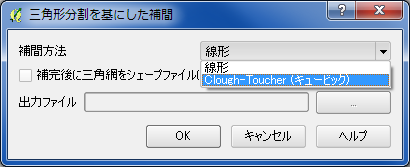 三角形分割を基にした補間
補間方法
線形
線形
Clough-Toucher (キュービック)
補完後に三角網をシェープファイル
出力ファイル
...
OK
キャンセル
ヘルプ